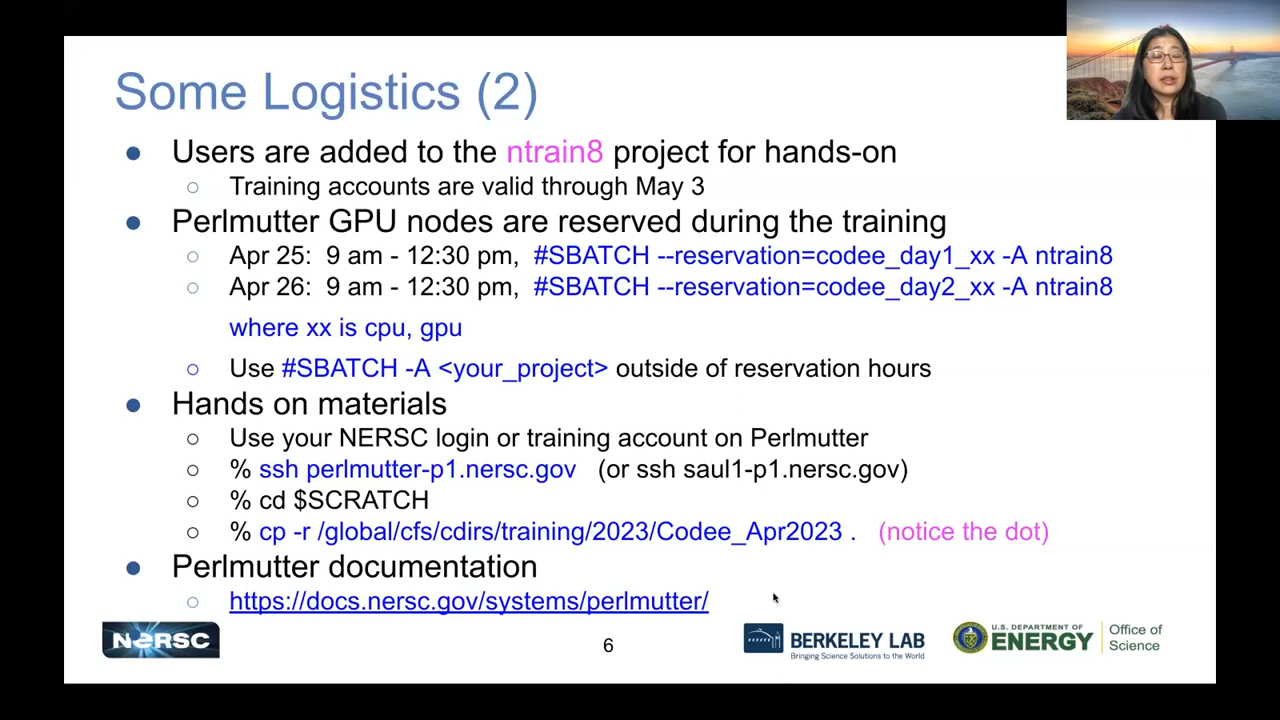 Some Logistics (2)
● Users are added to the ntrain8 project for hands-on
○ Training accounts are valid through May 3
● Perlmutter GPU nodes are reserved during the training
○ Apr 25: 9 am - 12:30 pm, #SBATCH --reservation=codee_day1_xx -A ntrain8
○ Apr 26: 9 am - 12:30 pm, #SBATCH --reservation=codee_day2_xx -A ntrain8
where xx is cpu, gpu
○ Use #SBATCH -A <your_project> outside of reservation hours
● Hands on materials
○ Use your NERSC login or training account on Perlmutter
○ % ssh perlmutter-p1.nersc.gov (or ssh saul1-p1.nersc.gov)
○ % cd $SCRATCH
○ % cp -r /global/cfs/cdirs/training/2023/Codee_Apr2023 . (notice the dot)
● Perlmutter documentation
○ https://docs.nersc.gov/systems/perlmutter/
NERSC
6
BERKELEY LAB
Bringing Science Solutions to the World
U.S. DEPARTMENT OF
ENERGY
Office of
Science